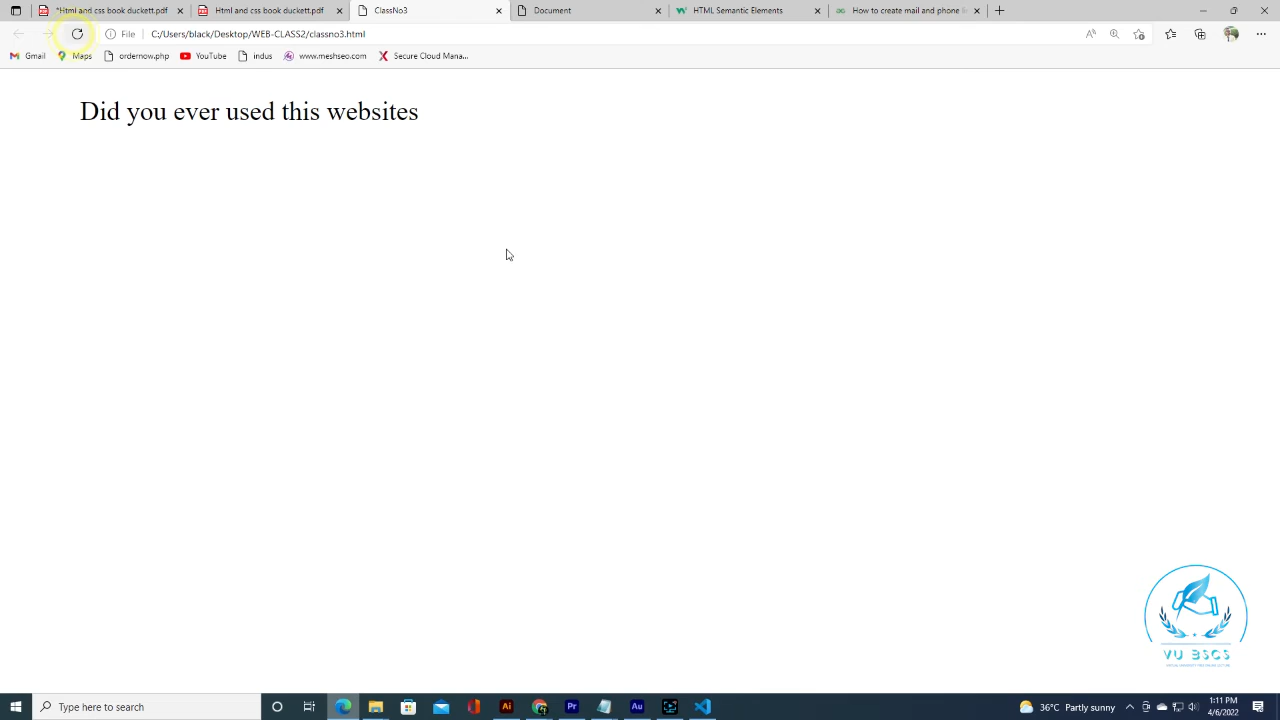 *Html and css book duckett.pdf
Html and css book duckett.pdf
ClassNo3
Document
HTML Semantic Elements
How to create mail and phone li
File
C:/Users/black/Desktop/WEB-CLASS2/classno3.html
Gmail
Maps
ordernow.php
YouTube
indus
www.meshseo.com
Secure Cloud Mana...
Did you ever used this websites
VU BSCS
Type here to search
36°C Partly sunny
1:11 PM
4/6/2022